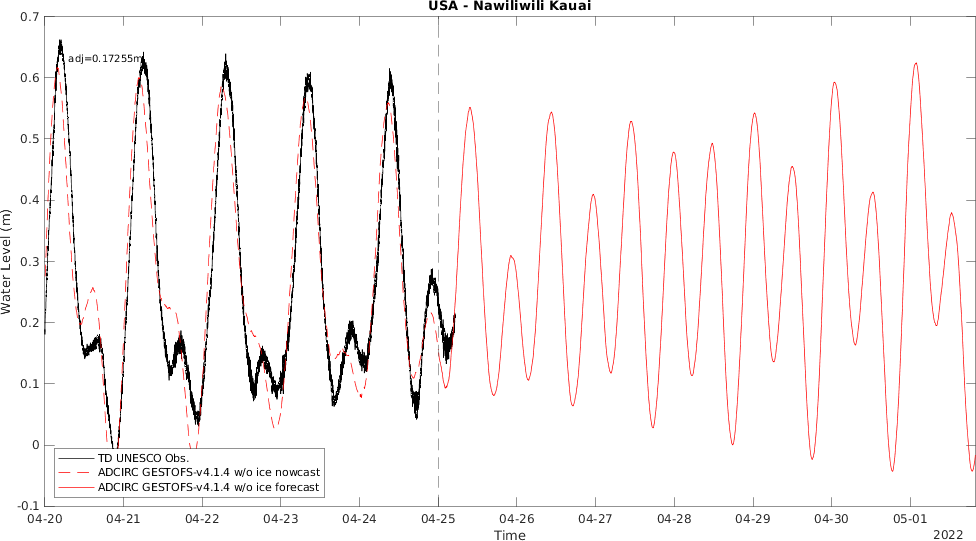 USA - Nawiliwili Kauai
adj=0.17255m
0.7
0.6
0.5
0.4
0.3
0.2
0.1
0
-0.1
Water Level (m)
TD UNESCO Obs.
ADCIRC GESTOFS-v4.1.4 w/o ice nowcast
ADCIRC GESTOFS-v4.1.4 w/o ice forecast
04-20 04-21 04-22 04-23 04-24 04-25 04-26 04-27 04-28 04-29 04-30 05-01
Time
2022